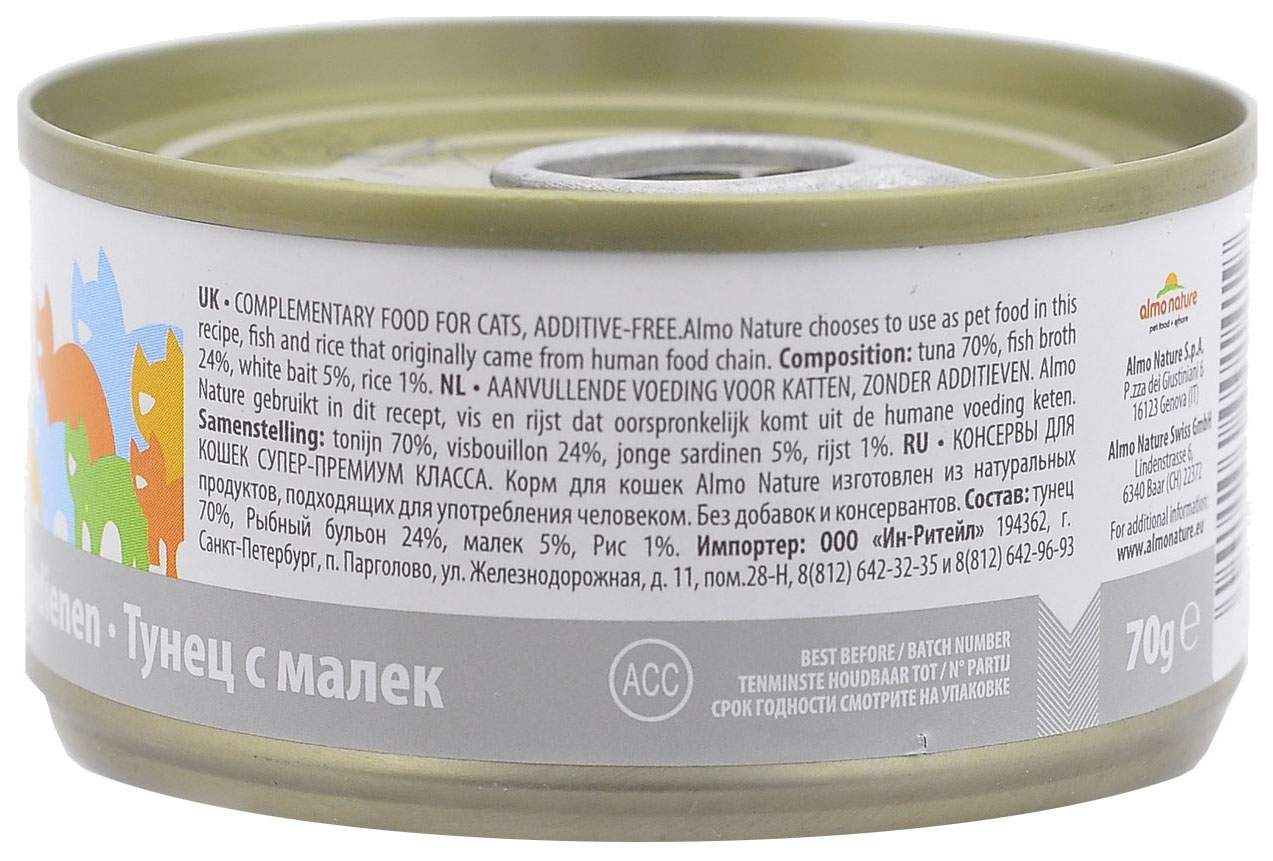 UK • COMPLEMENTARY FOOD FOR CATS, ADDITIVE-FREE.Almo Nature chooses to use as pet food in this
recipe, fish and rice that originally came from human food chain. Composition: tuna 70%, fish broth
24%, white bait 5%, rice 1%. NL • AANVULLENDE VOEDING VOOR KATTEN, ZONDER ADDITIEVEN. Almo
Nature gebruikt in dit recept, vis en rijst dat oorspronkelijk komt uit de humane voeding keten.
Samenstelling: tonijn 70%, visbouillon 24%, jonge sardinen 5%, rijst 1%. RU • КОНСЕРВЫ ДЛЯ
КОШЕК СУПЕР-ПРЕМИУМ КЛАССА. Корм для кошек Almo Nature изготовлен из натуральных
продуктов, подходящих для употребления человеком. Без добавок и консервантов. Состав: тунец
70%, Рыбный бульон 24%, малек 5%, Рис 1%. Импортер: ООО «Ин-Ритейл» 194362, г.
Санкт-Петербург, п. Парголово, ул. Железнодорожная, д. 11, пом.28-Н, 8(812) 642-32-35 и 8(812) 642-96-93
almo nature
pet food + @hare
Almo Nature S.p.A.
P.zza dei Giustiniani 6
16123 Genova (IT)
Almo Nature Swiss GmbH
Lindenstrasse 6,
6340 Baar (CH) 22372
For additional information:
www.almonature.eu
• Тунец с малек
ACC
BEST BEFORE / BATCH NUMBER
TENMINSTE HOUDBAAR TOT / N° PARTIJ
СРОК ГОДНОСТИ СМОТРИТЕ НА УПАКОВКЕ
70g e